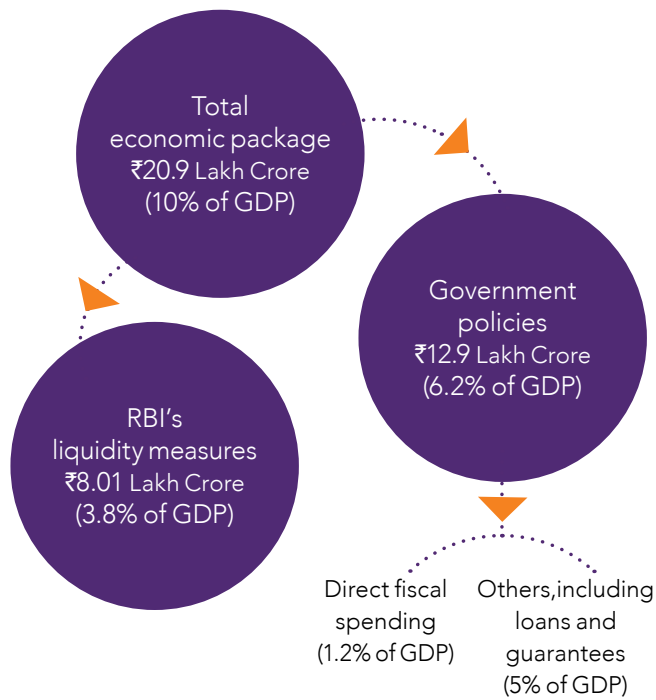 Total
economic package
₹20.9 Lakh Crore
(10% of GDP)
Government
policies
₹12.9 Lakh Crore
(6.2% of GDP)
RBI's
liquidity measures
₹8.01 Lakh Crore
(3.8% of GDP)
Direct fiscal
spending
(1.2% of GDP)
Others,including
loans and
guarantees
(5% of GDP)